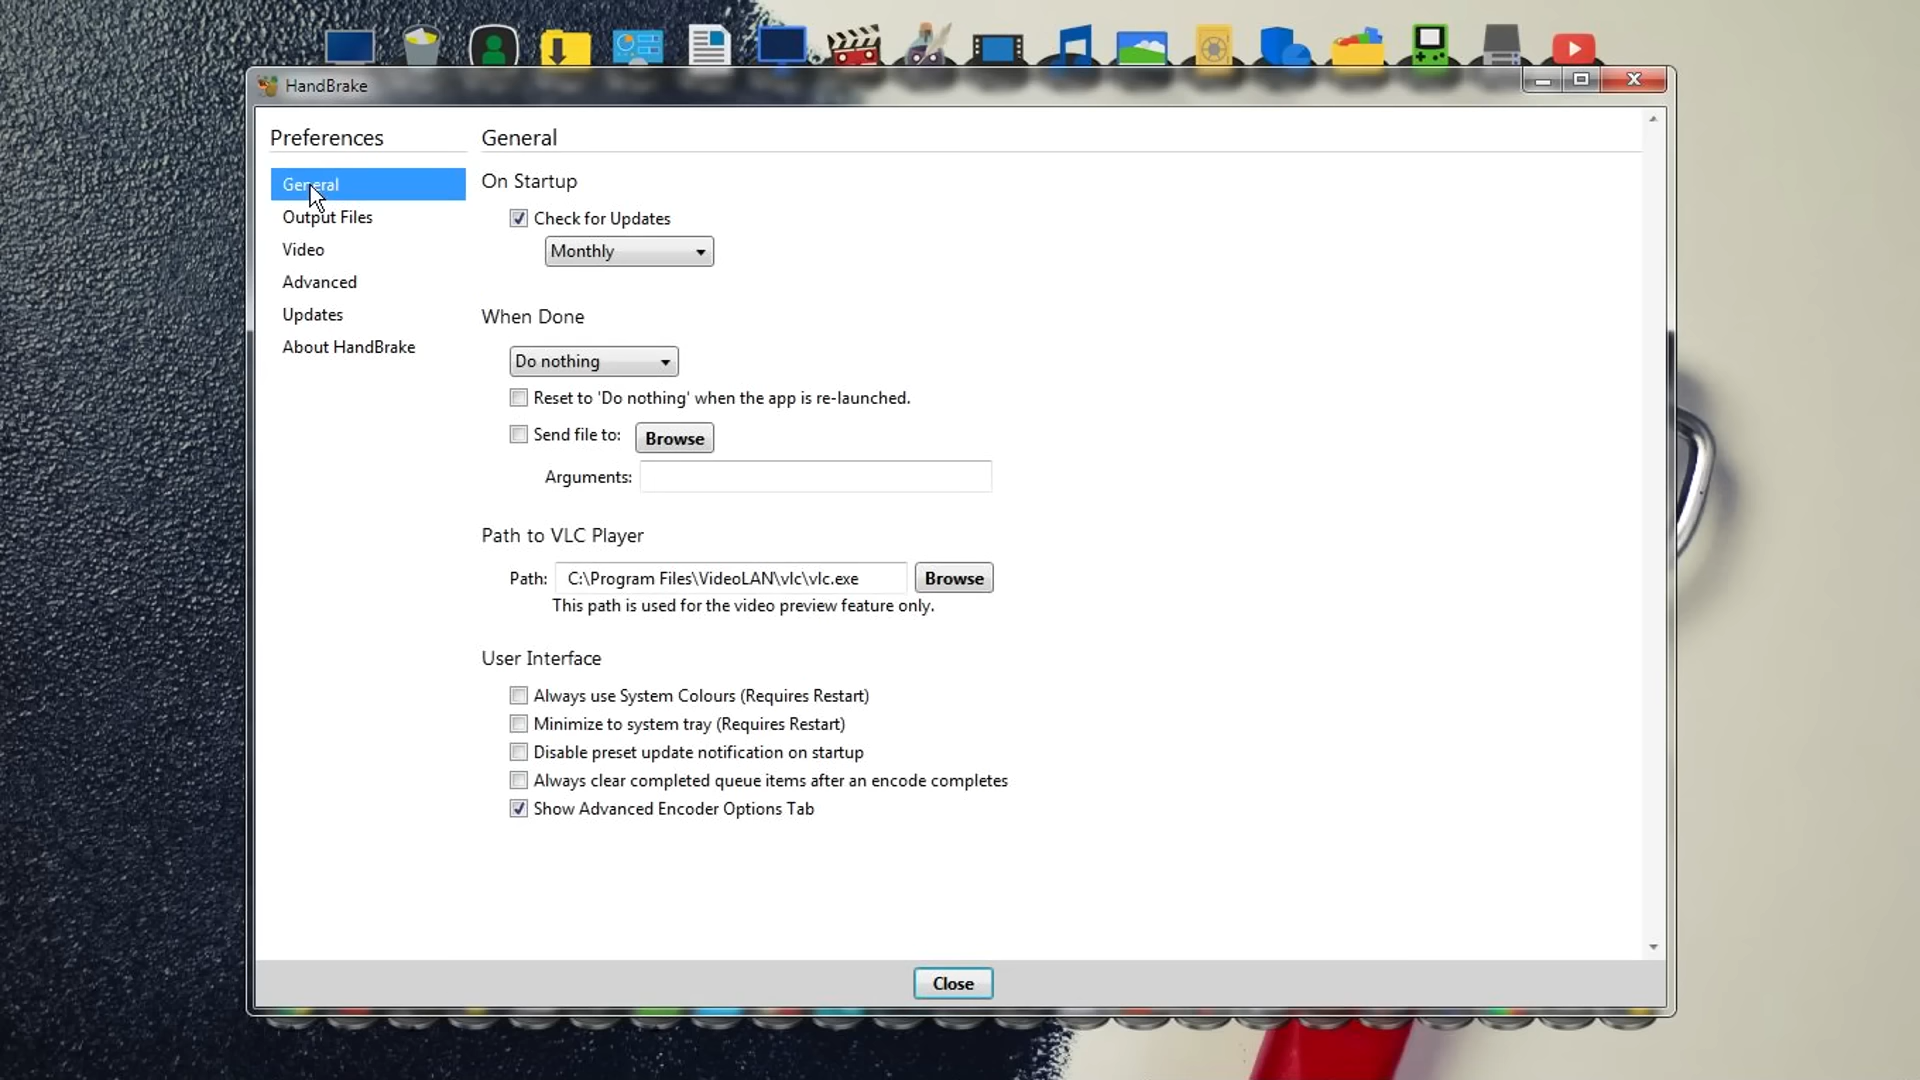 HandBrake
Preferences
General
Output Files
Video
Advanced
Updates
About HandBrake
General
On Startup
Check for Updates
Monthly
When Done
Do nothing
Reset to 'Do nothing' when the app is re-launched.
Send file to: Browse
Arguments:
Path to VLC Player
Path: C:\Program Files\VideoLAN\vlc\vlc.exe Browse
This path is used for the video preview feature only.
User Interface
Always use System Colours (Requires Restart)
Minimize to system tray (Requires Restart)
Disable preset update notification on startup
Always clear completed queue items after an encode completes
Show Advanced Encoder Options Tab
Close